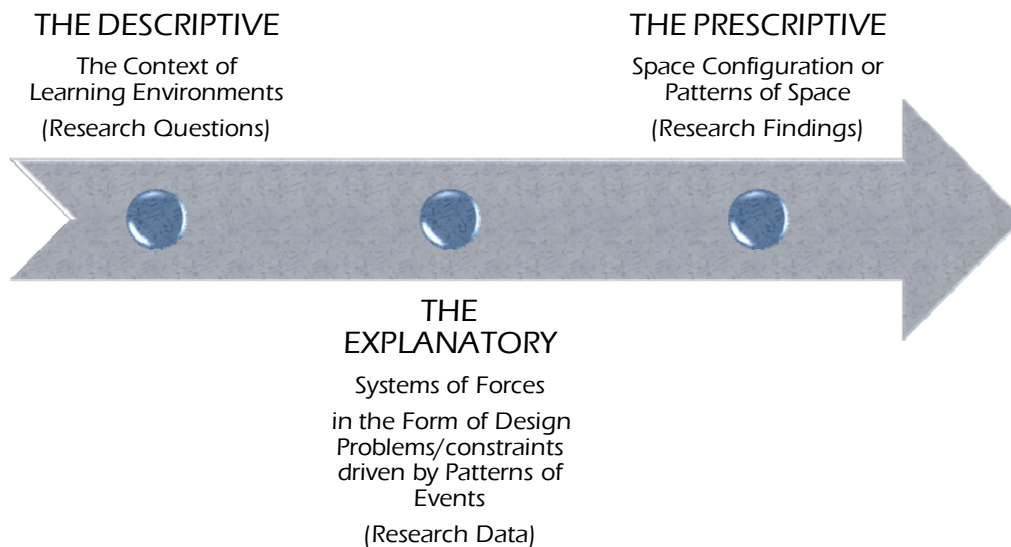 THE DESCRIPTIVE
The Context of
Learning Environments
(Research Questions)
THE
EXPLANATORY
Systems of Forces
in the Form of Design
Problems/constraints
driven by Patterns of
Events
(Research Data)
THE PRESCRIPTIVE
Space Configuration or
Patterns of Space
(Research Findings)